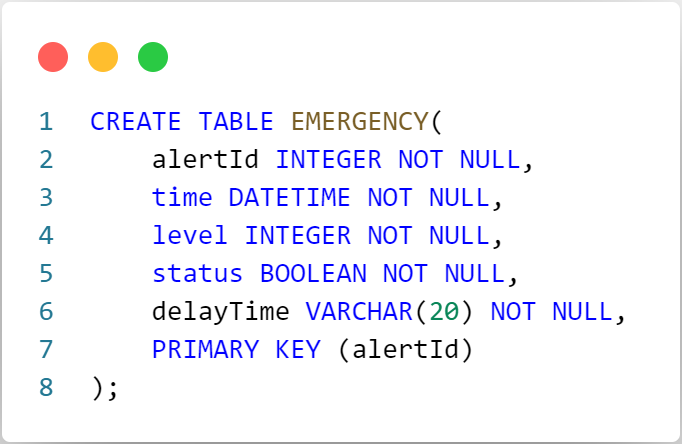 1 CREATE TABLE EMERGENCY(
2     alertId INTEGER NOT NULL,
3     time DATETIME NOT NULL,
4     level INTEGER NOT NULL,
5     status BOOLEAN NOT NULL,
6     delayTime VARCHAR(20) NOT NULL,
7     PRIMARY KEY (alertId)
8 );